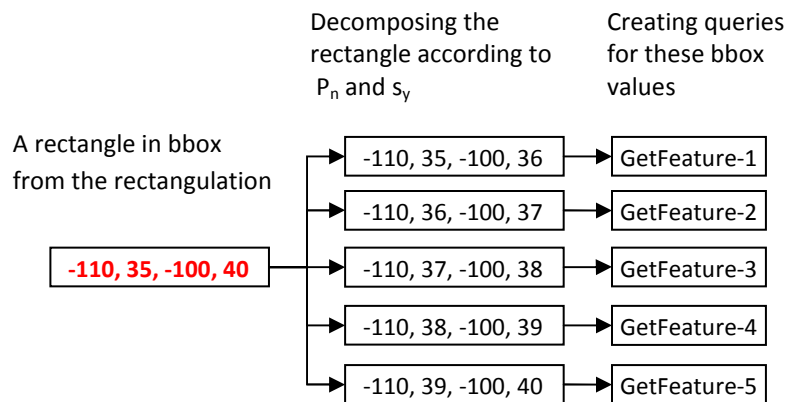 Decomposing the
rectangle according to
Pn and sy
Creating queries
for these bbox
values
A rectangle in bbox
from the rectangulation
-110, 35, -100, 40
-110, 35, -100, 36
GetFeature-1
-110, 36, -100, 37
GetFeature-2
-110, 37, -100, 38
GetFeature-3
-110, 38, -100, 39
GetFeature-4
-110, 39, -100, 40
GetFeature-5